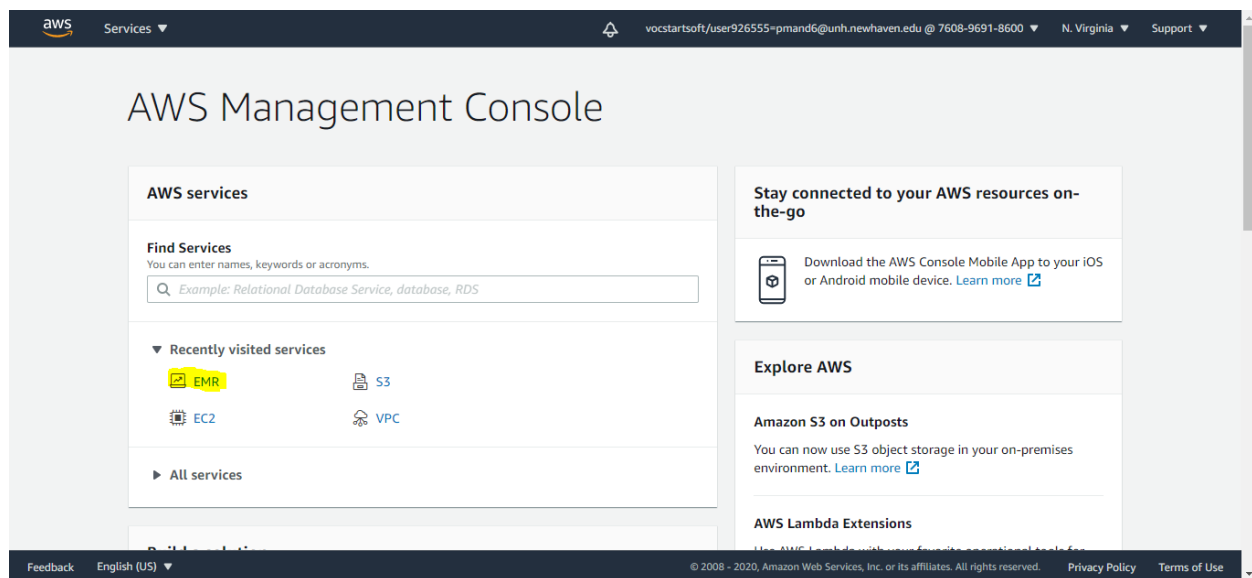 aws
Services
vocstartsoft/user926555=pmand6@unh.newhaven.edu @ 7608-9691-8600
N. Virginia
Support
AWS Management Console
AWS services
Find Services
You can enter names, keywords or acronyms.
Example: Relational Database Service, database, RDS
Recently visited services
EMR
S3
EC2
VPC
All services
Stay connected to your AWS resources on-
the-go
Download the AWS Console Mobile App to your iOS
or Android mobile device. Learn more
Explore AWS
Amazon S3 on Outposts
You can now use S3 object storage in your on-premises
environment. Learn more
AWS Lambda Extensions
Feedback
English (US)
© 2008 - 2020, Amazon Web Services, Inc. or its affiliates. All rights reserved.
Privacy Policy
Terms of Use